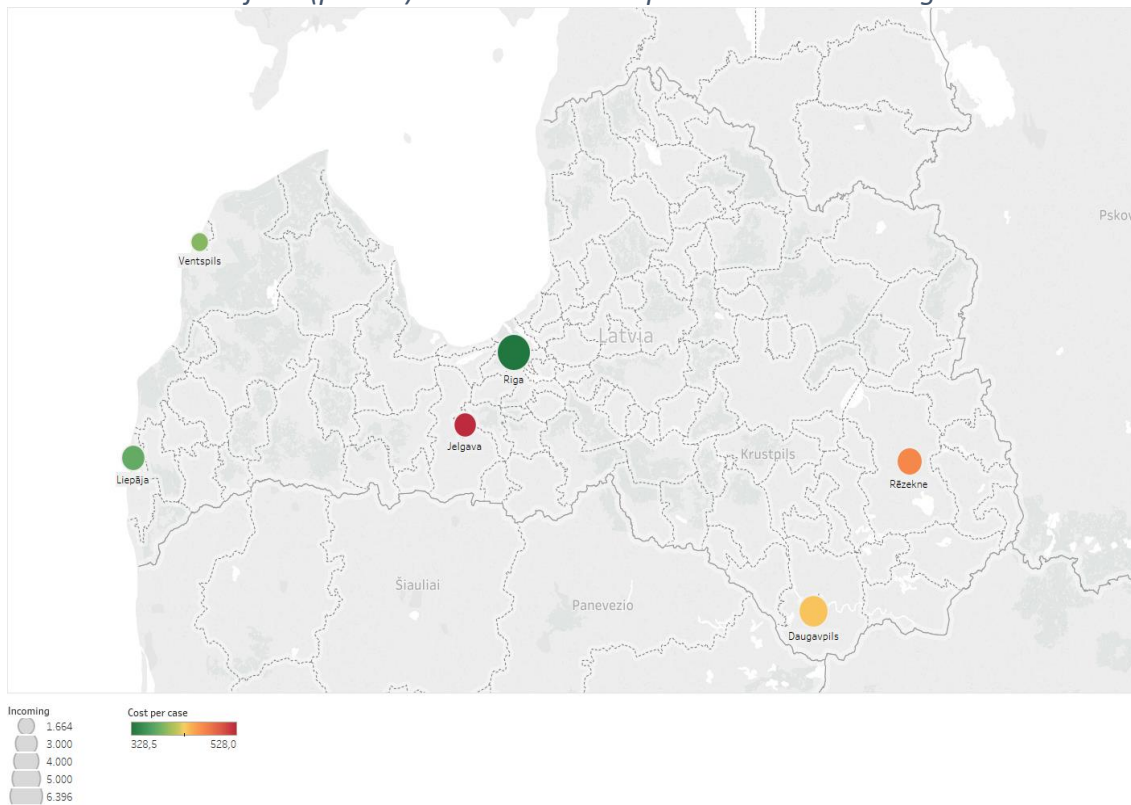 Ventspils
Latvia
Riga
Pskov
Jelgava
Liepāja
Krustpils
Rēzekne
Šiauliai
Panevezio
Daugavpils
Incoming
1.664
3.000
4.000
5.000
6.396
Cost per case
328,5 528,0